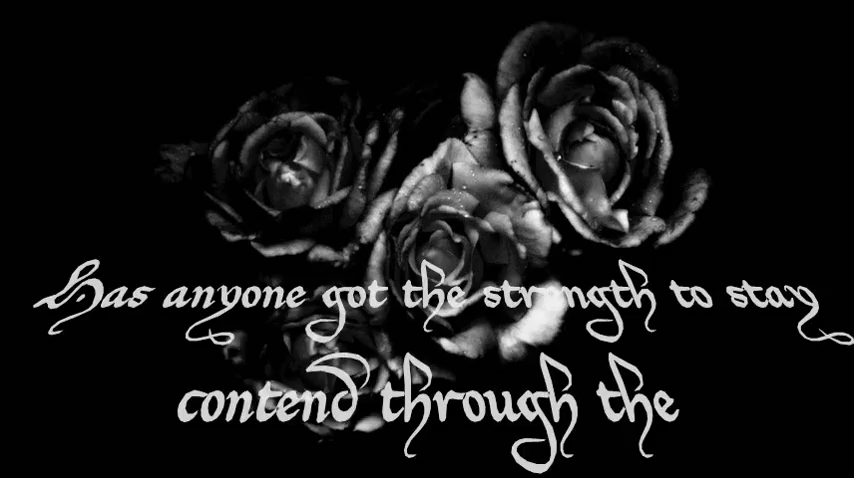 Has anyone got the strength to stay
contend through the